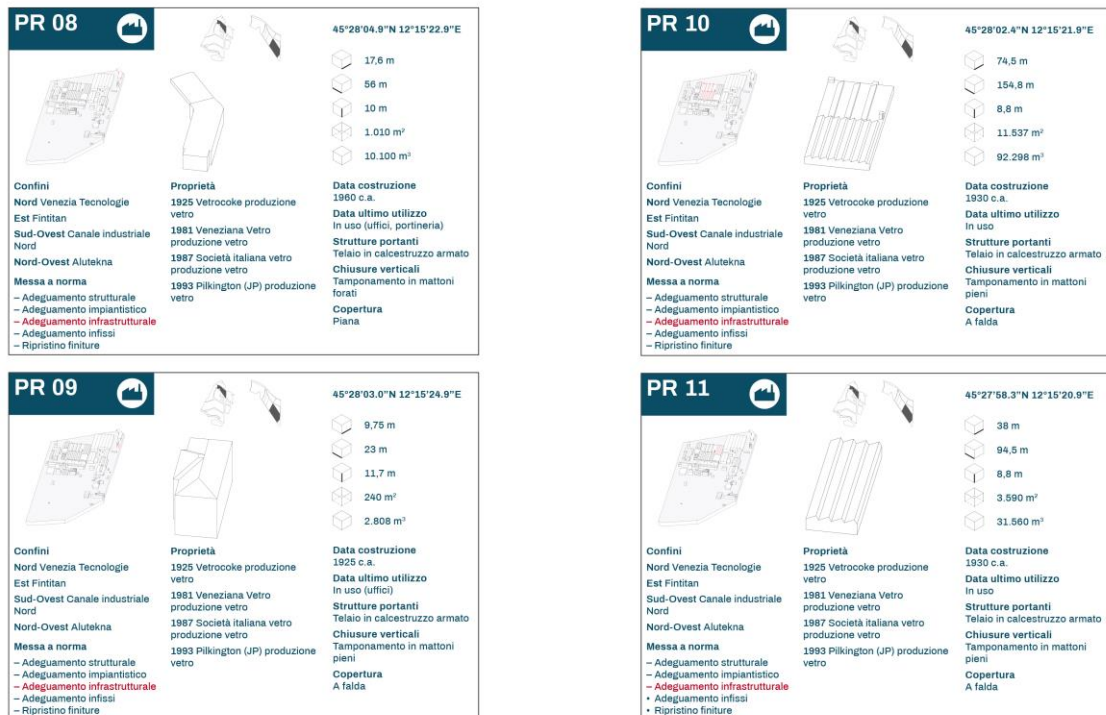 PR 08
45°28'04.9"N 12°15'22.9"E
17,6 m
56 m
10 m
1.010 m²
10.100 m³
Confini
Nord Venezia Tecnologie
Est Fintitan
Sud-Ovest Canale industriale
Nord
Nord-Ovest Alutekna
Messa a norma
– Adeguamento strutturale
– Adeguamento impiantistico
– Adeguamento infrastrutturale
– Adeguamento infissi
– Ripristino finiture
Proprietà
1925 Vetrocoke produzione
vetro
1981 Veneziana Vetro
produzione vetro
1987 Società italiana vetro
produzione vetro
1993 Pilkington (JP) produzione
vetro
Data costruzione
1960 c.a.
Data ultimo utilizzo
In uso (uffici, portineria)
Strutture portanti
Telaio in calcestruzzo armato
Chiusure verticali
Tamponamento in mattoni
forati
Copertura
Piana
PR 10
45°28'02.4"N 12°15'21.9"E
74,5 m
154,8 m
8,8 m
11.537 m²
92.298 m³
Confini
Nord Venezia Tecnologie
Est Fintitan
Sud-Ovest Canale industriale
Nord
Nord-Ovest Alutekna
Messa a norma
– Adeguamento strutturale
– Adeguamento impiantistico
– Adeguamento infrastrutturale
– Adeguamento infissi
– Ripristino finiture
Proprietà
1925 Vetrocoke produzione
vetro
1981 Veneziana Vetro
produzione vetro
1987 Società italiana vetro
produzione vetro
1993 Pilkington (JP) produzione
vetro
Data costruzione
1930 c.a.
Data ultimo utilizzo
In uso
Strutture portanti
Telaio in calcestruzzo armato
Chiusure verticali
Tamponamento in mattoni
pieni
Copertura
A falda
PR 09
45°28'03.0"N 12°15'24.9"E
9,75 m
23 m
11,7 m
240 m²
2.808 m³
Confini
Nord Venezia Tecnologie
Est Fintitan
Sud-Ovest Canale industriale
Nord
Nord-Ovest Alutekna
Messa a norma
– Adeguamento strutturale
– Adeguamento impiantistico
– Adeguamento infrastrutturale
– Adeguamento infissi
– Ripristino finiture
Proprietà
1925 Vetrocoke produzione
vetro
1981 Veneziana Vetro
produzione vetro
1987 Società italiana vetro
produzione vetro
1993 Pilkington (JP) produzione
vetro
Data costruzione
1925 c.a.
Data ultimo utilizzo
In uso (uffici)
Strutture portanti
Telaio in calcestruzzo armato
Chiusure verticali
Tamponamento in mattoni
pieni
Copertura
A falda
PR 11
45°27'58.3"N 12°15'20.9"E
38 m
94,5 m
8,8 m
3.590 m²
31.560 m³
Confini
Nord Venezia Tecnologie
Est Fintitan
Sud-Ovest Canale industriale
Nord
Nord-Ovest Alutekna
Messa a norma
– Adeguamento strutturale
– Adeguamento impiantistico
– Adeguamento infrastrutturale
• Adeguamento infissi
• Ripristino finiture
Proprietà
1925 Vetrocoke produzione
vetro
1981 Veneziana Vetro
produzione vetro
1987 Società italiana vetro
produzione vetro
1993 Pilkington (JP) produzione
vetro
Data costruzione
1930 c.a.
Data ultimo utilizzo
In uso
Strutture portanti
Telaio in calcestruzzo armato
Chiusure verticali
Tamponamento in mattoni
pieni
Copertura
A falda